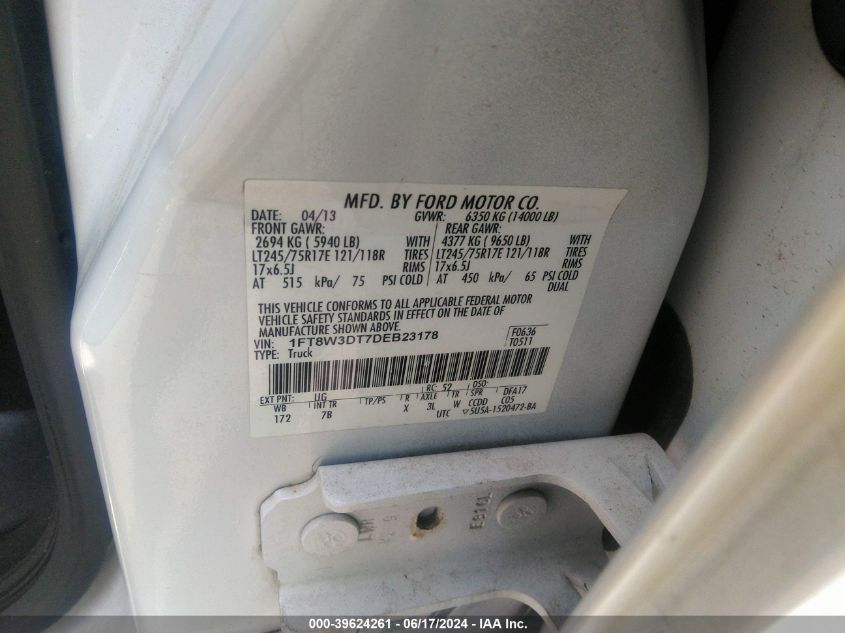 MFD. BY FORD MOTOR CO.
DATE: 04/13 GVWR: 6350 KG (14000 LB)
FRONT GAWR: REAR GAWR:
2694 KG ( 5940 LB) WITH 4377 KG ( 9650 LB) WITH
LT245/75R17E 121/118R TIRES LT245/75R17E 121/118R TIRES
17x6.5J RIMS 17x6.5J RIMS
AT 515 kPa/ 75 PSI COLD AT 450 kPa/ 65 PSI COLD
DUAL
THIS VEHICLE CONFORMS TO ALL APPLICABLE FEDERAL MOTOR
VEHICLE SAFETY STANDARDS IN EFFECT ON THE DATE OF
MANUFACTURE SHOWN ABOVE.
VIN: 1FT8W3DT7DEB23178 F0636
TYPE: Truck T0511
EXT PNT: UG RC: 52 DSO:
WB INT TR TP/PS R AXLE TR SPR DFA17
172 7B X 3L W CCDD C05
UTC ▽5U5A-1520472-BA
E8161
000-39624261 - 06/17/2024 - IAA Inc.